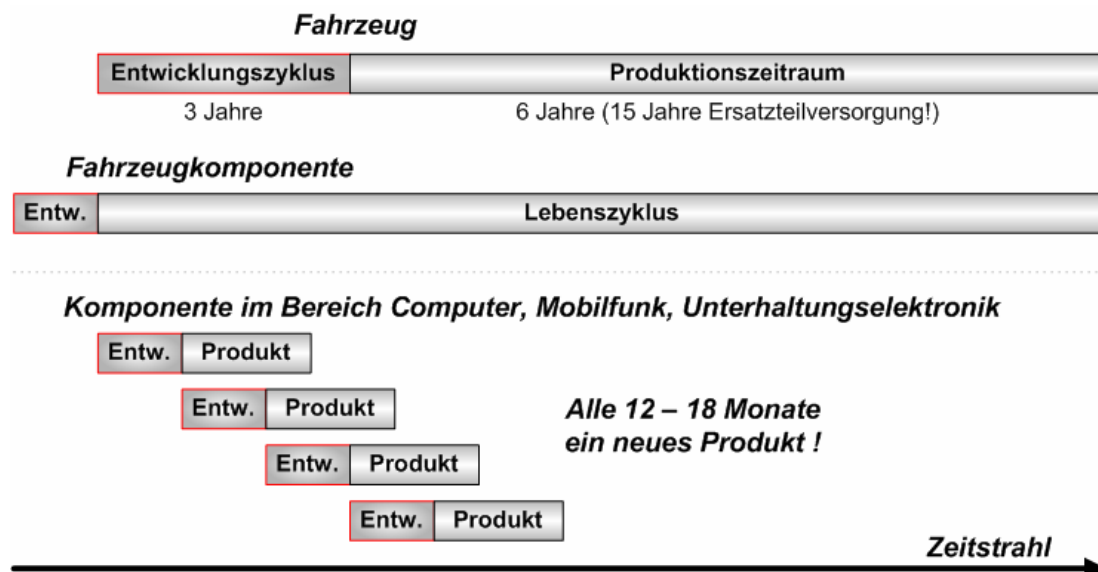 Fahrzeug
Entwicklungszyklus Produktionszeitraum
3 Jahre 6 Jahre (15 Jahre Ersatzteilversorgung!)
Fahrzeugkomponente
Entw. Lebenszyklus
Komponente im Bereich Computer, Mobilfunk, Unterhaltungselektronik
Entw. Produkt
Entw. Produkt
Alle 12 – 18 Monate
ein neues Produkt !
Entw. Produkt
Entw. Produkt
Zeitstrahl